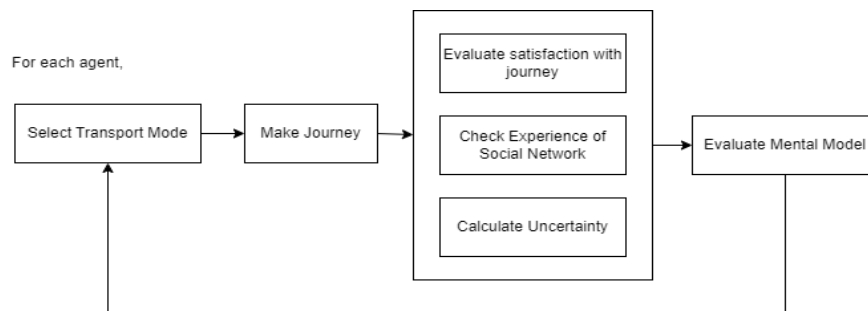 For each agent,
Select Transport Mode
Make Journey
Evaluate satisfaction with
journey
Check Experience of
Social Network
Calculate Uncertainty
Evaluate Mental Model